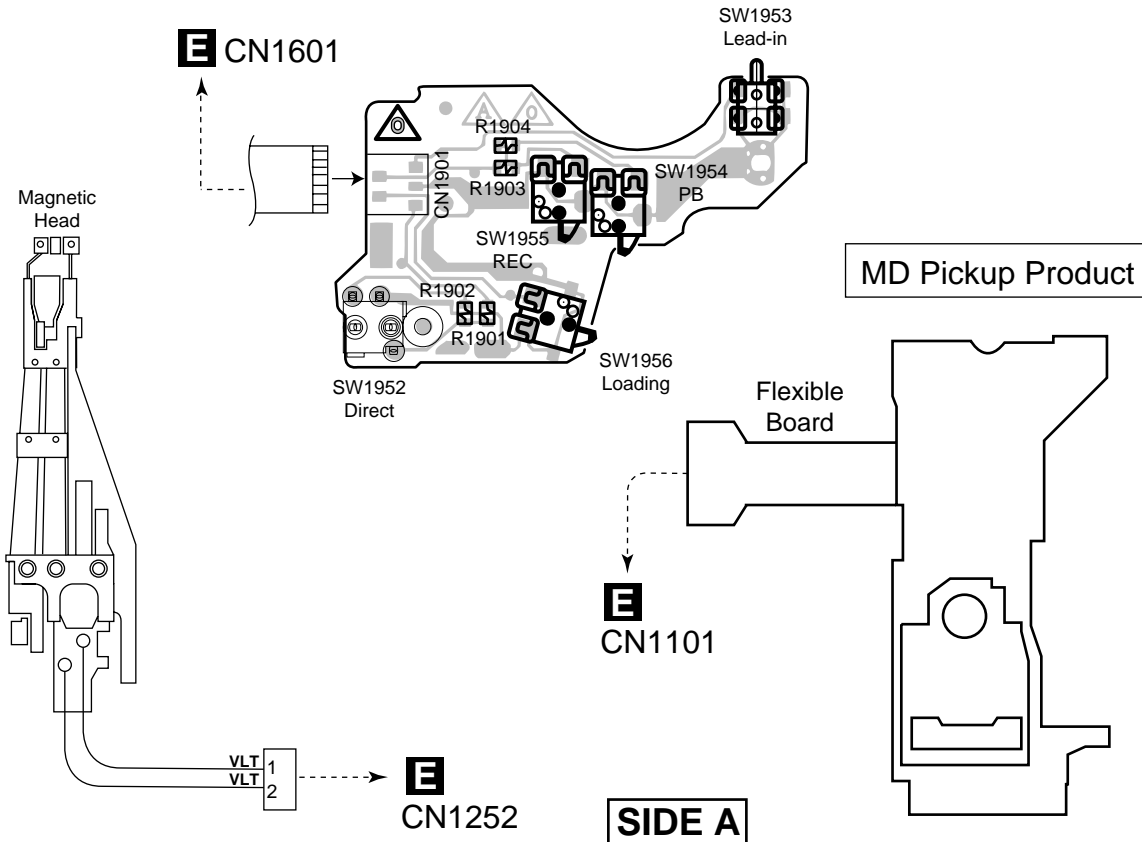 SW1953
Lead-in
E CN1601
A
O
O
R1904
CN1901
R1903
SW1954
PB
Magnetic
Head
SW1955
REC
MD Pickup Product
R1902
R1901
SW1956
Loading
SW1952
Direct
Flexible
Board
E
CN1101
VLT 1
VLT 2
E
CN1252
SIDE A